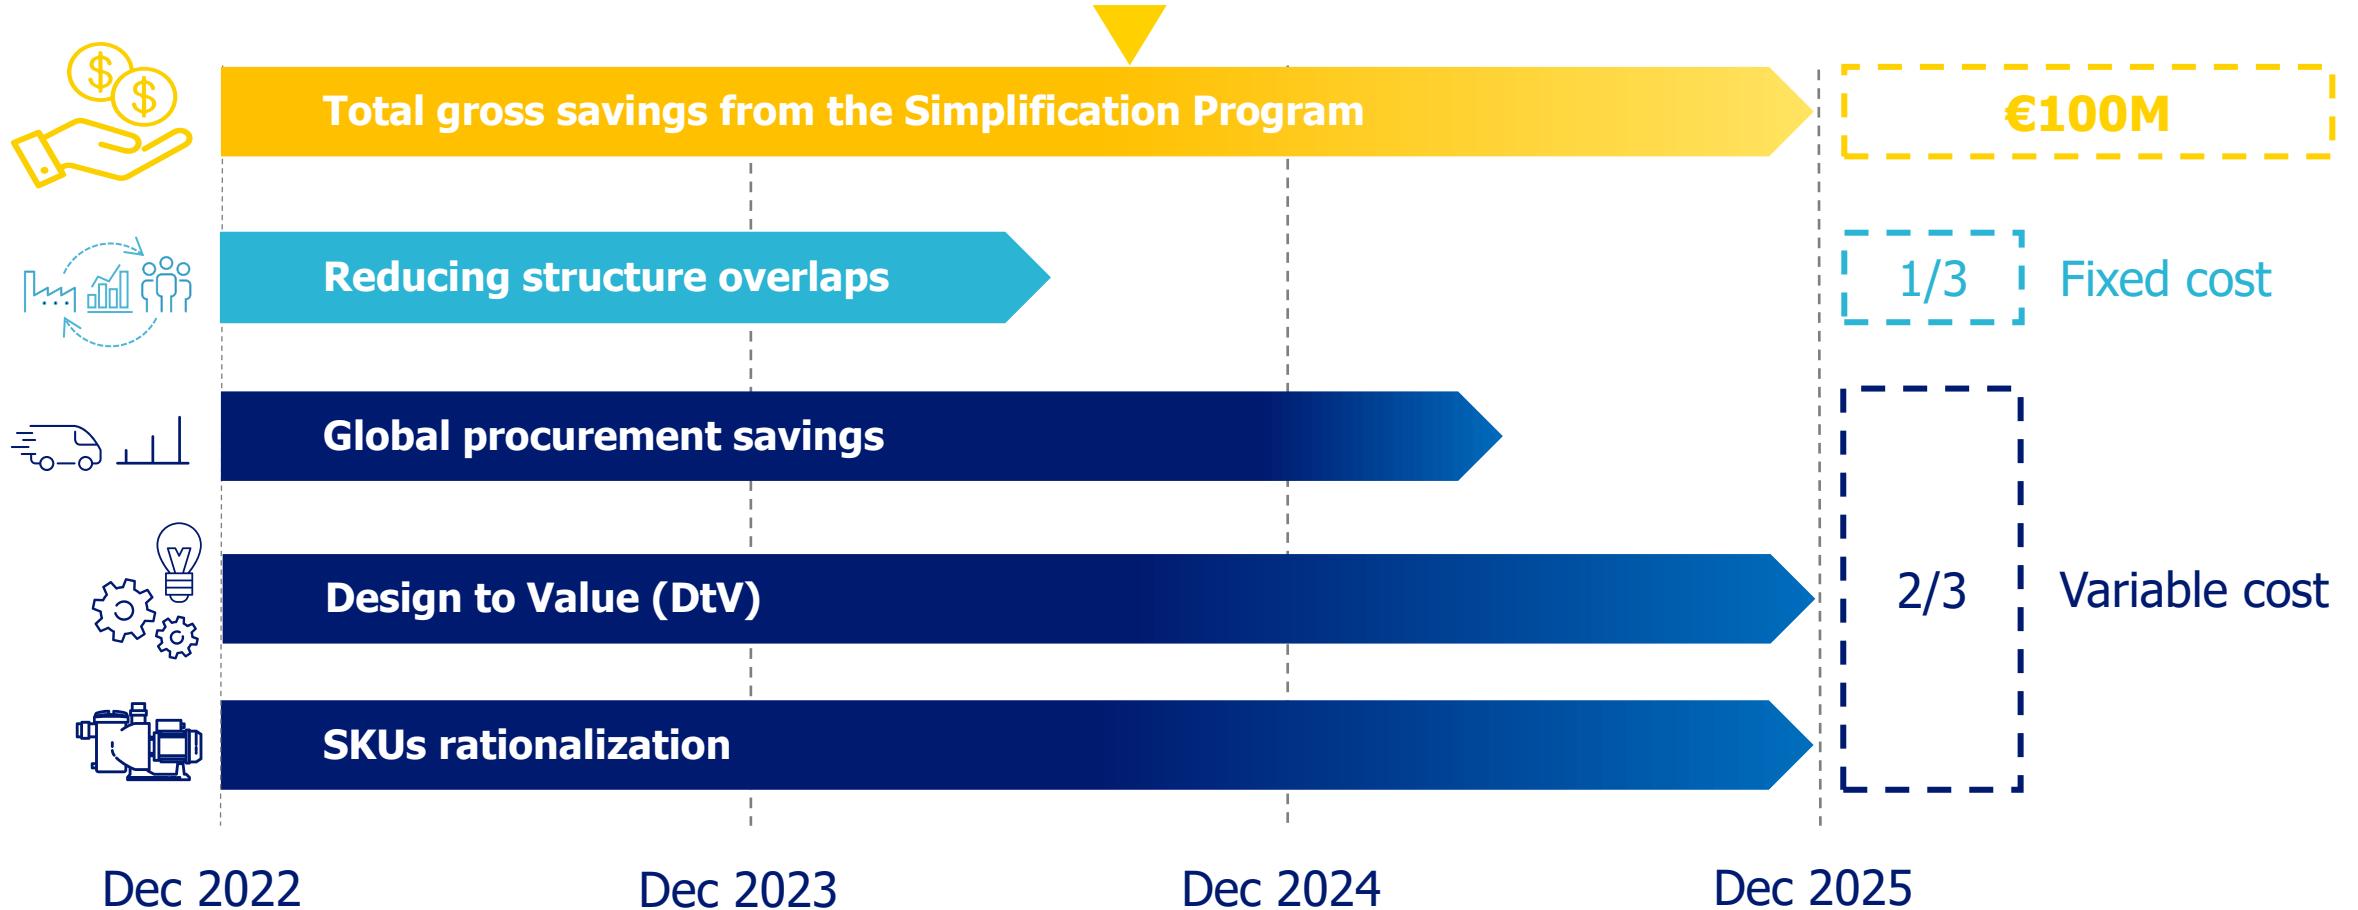 Total gross savings from the Simplification Program
€100M
Reducing structure overlaps
1/3
Fixed cost
Global procurement savings
Design to Value (DtV)
2/3
Variable cost
SKUs rationalization
Dec 2022
Dec 2023
Dec 2024
Dec 2025